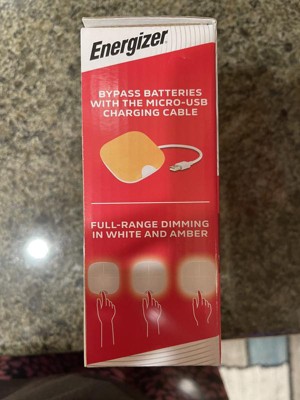 Energizer
BYPASS BATTERIES
WITH THE MICRO-USB
CHARGING CABLE
FULL-RANGE DIMMING
IN WHITE AND AMBER